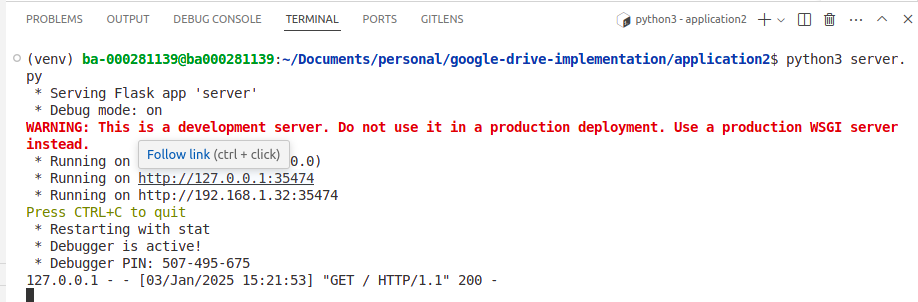 PROBLEMS OUTPUT DEBUG CONSOLE TERMINAL PORTS GITLENS python3 - application2
(venv) ba-000281139@ba000281139:~/Documents/personal/google-drive-implementation/application2$ python3 server.
py
* Serving Flask app 'server'
* Debug mode: on
WARNING: This is a development server. Do not use it in a production deployment. Use a production WSGI server
instead.
Follow link (ctrl + click)
* Running on .0.0)
* Running on http://127.0.0.1:35474
* Running on http://192.168.1.32:35474
Press CTRL+C to quit
* Restarting with stat
* Debugger is active!
* Debugger PIN: 507-495-675
127.0.0.1 - - [03/Jan/2025 15:21:53] "GET / HTTP/1.1" 200 -